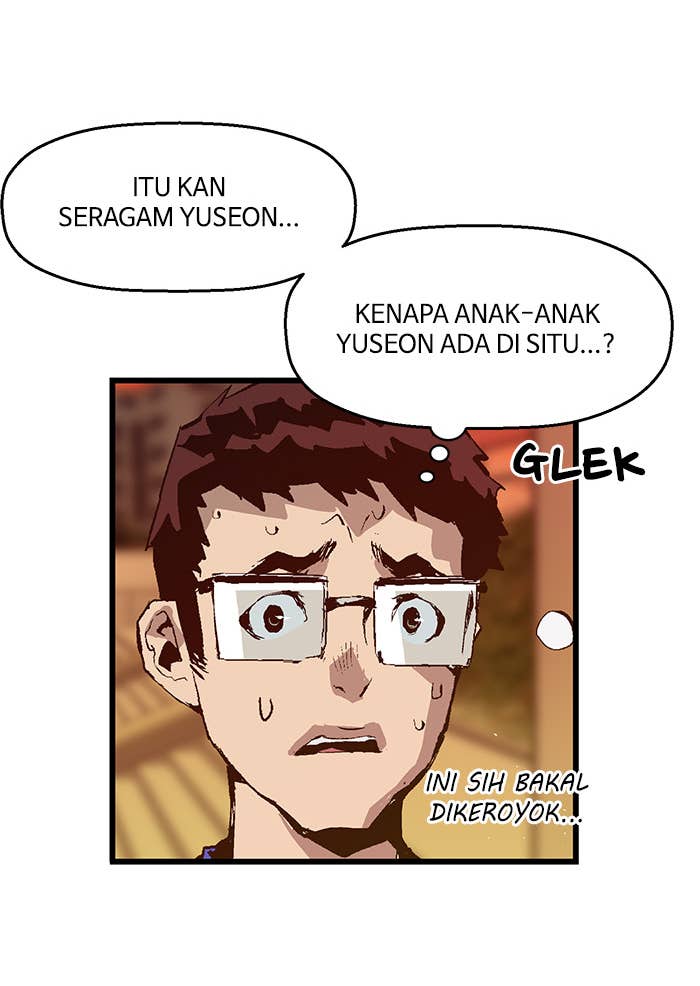 ITU KAN
SERAGAM YUSEON...
KENAPA ANAK-ANAK
YUSEON ADA DI SITU...?
GLEK
INI SIH BAKAL
DIKEROYOK...